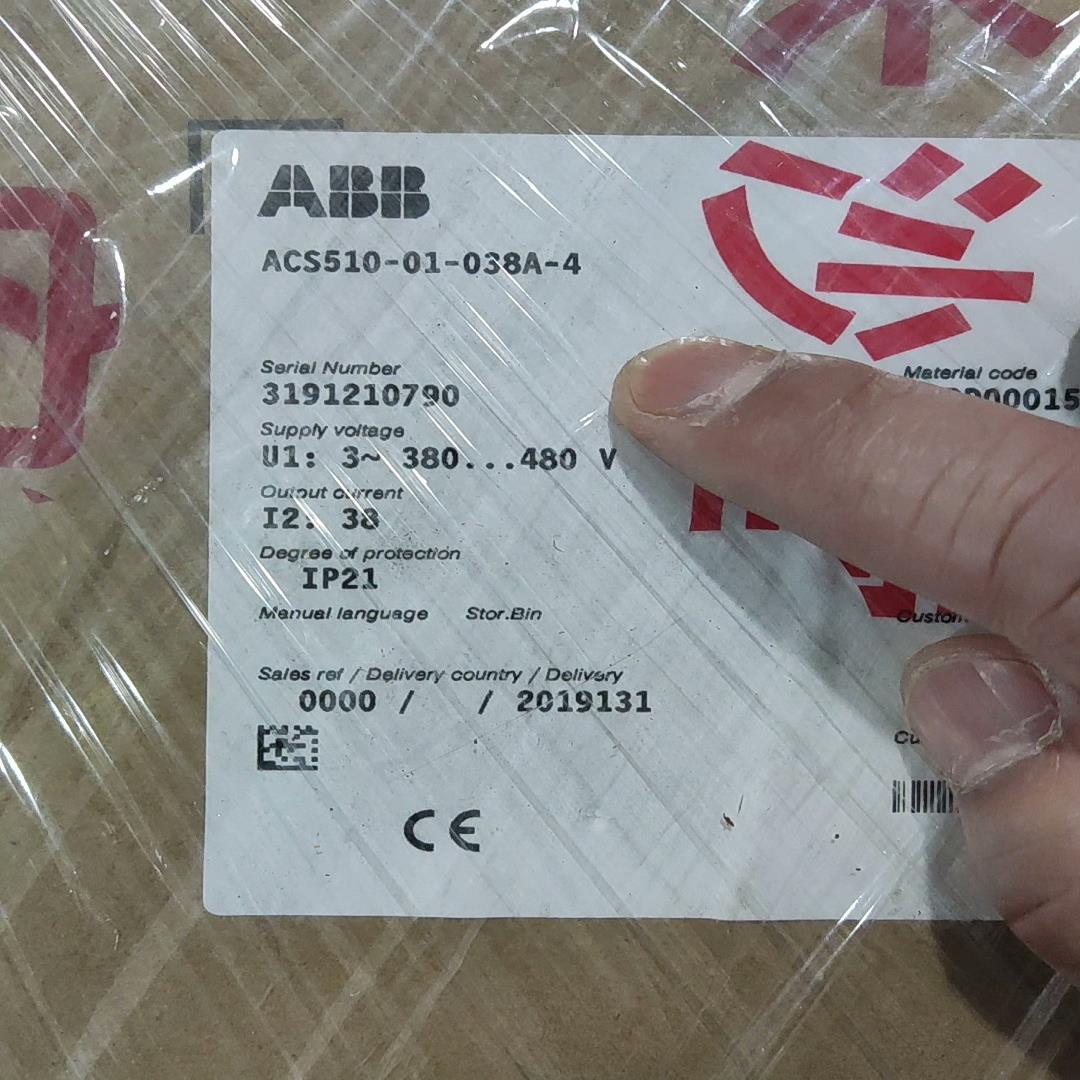 ABB
ACS510-01-038A-4
Serial Number
3191210790
Material code
Supply voltage
U1: 3~ 380...480 V
Output current
I2: 38
Degree of protection
IP21
Manual language Stor.Bin
Sales ref / Delivery country / Delivery
0000 / / 2019131
CE